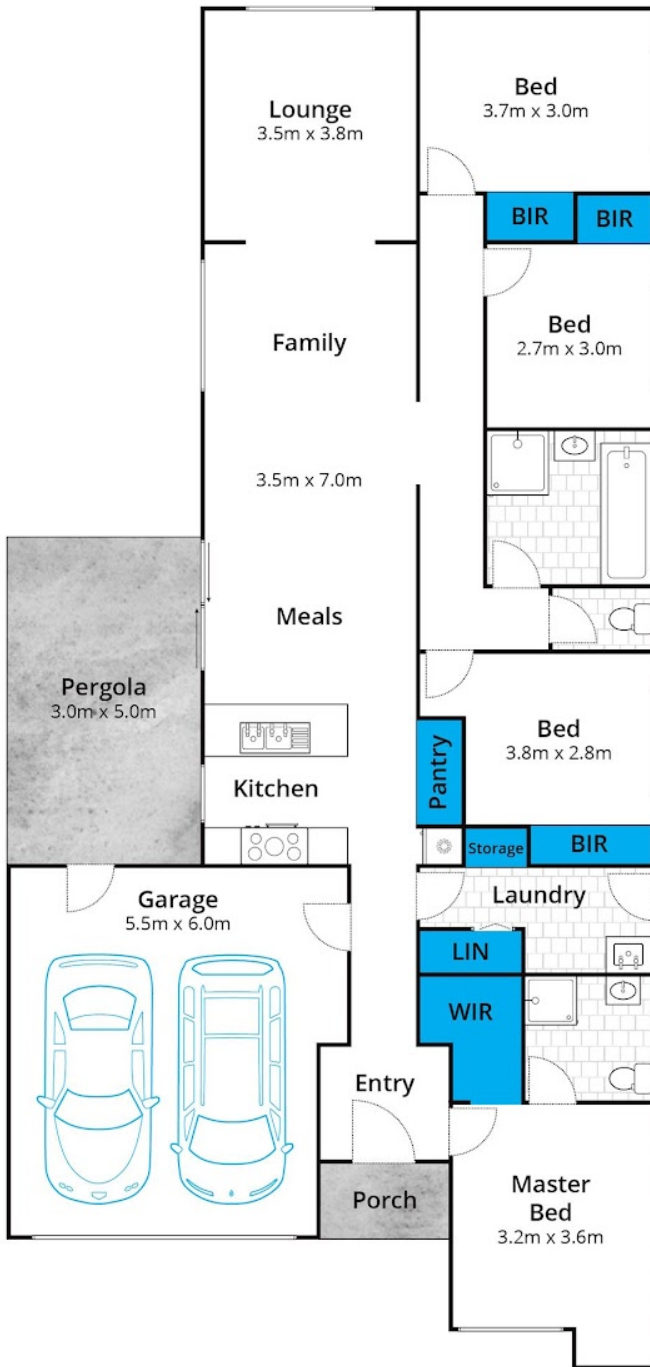 Lounge
3.5m x 3.8m
Bed
3.7m x 3.0m
BIR
BIR
Family
Bed
2.7m x 3.0m
3.5m x 7.0m
Meals
Pergola
3.0m x 5.0m
Bed
3.8m x 2.8m
Pantry
Kitchen
Storage
BIR
Garage
5.5m x 6.0m
Laundry
LIN
WIR
Entry
Porch
Master
Bed
3.2m x 3.6m